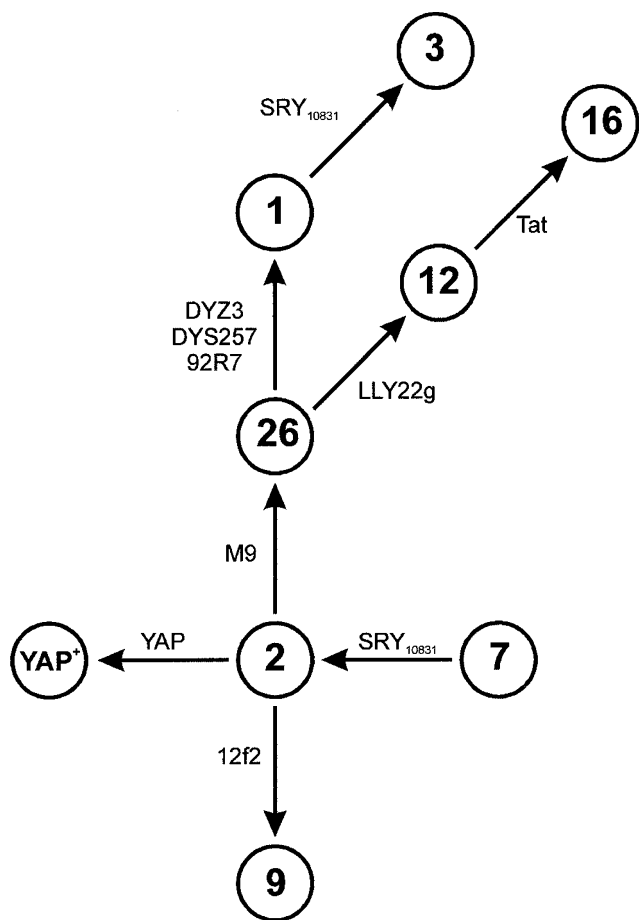 3
SRY₁₀₈₃₁
16
1
Tat
12
DYZ3
DYS257
92R7
LLY22g
26
M9
YAP⁺
YAP
2
SRY₁₀₈₃₁
7
12f2
9